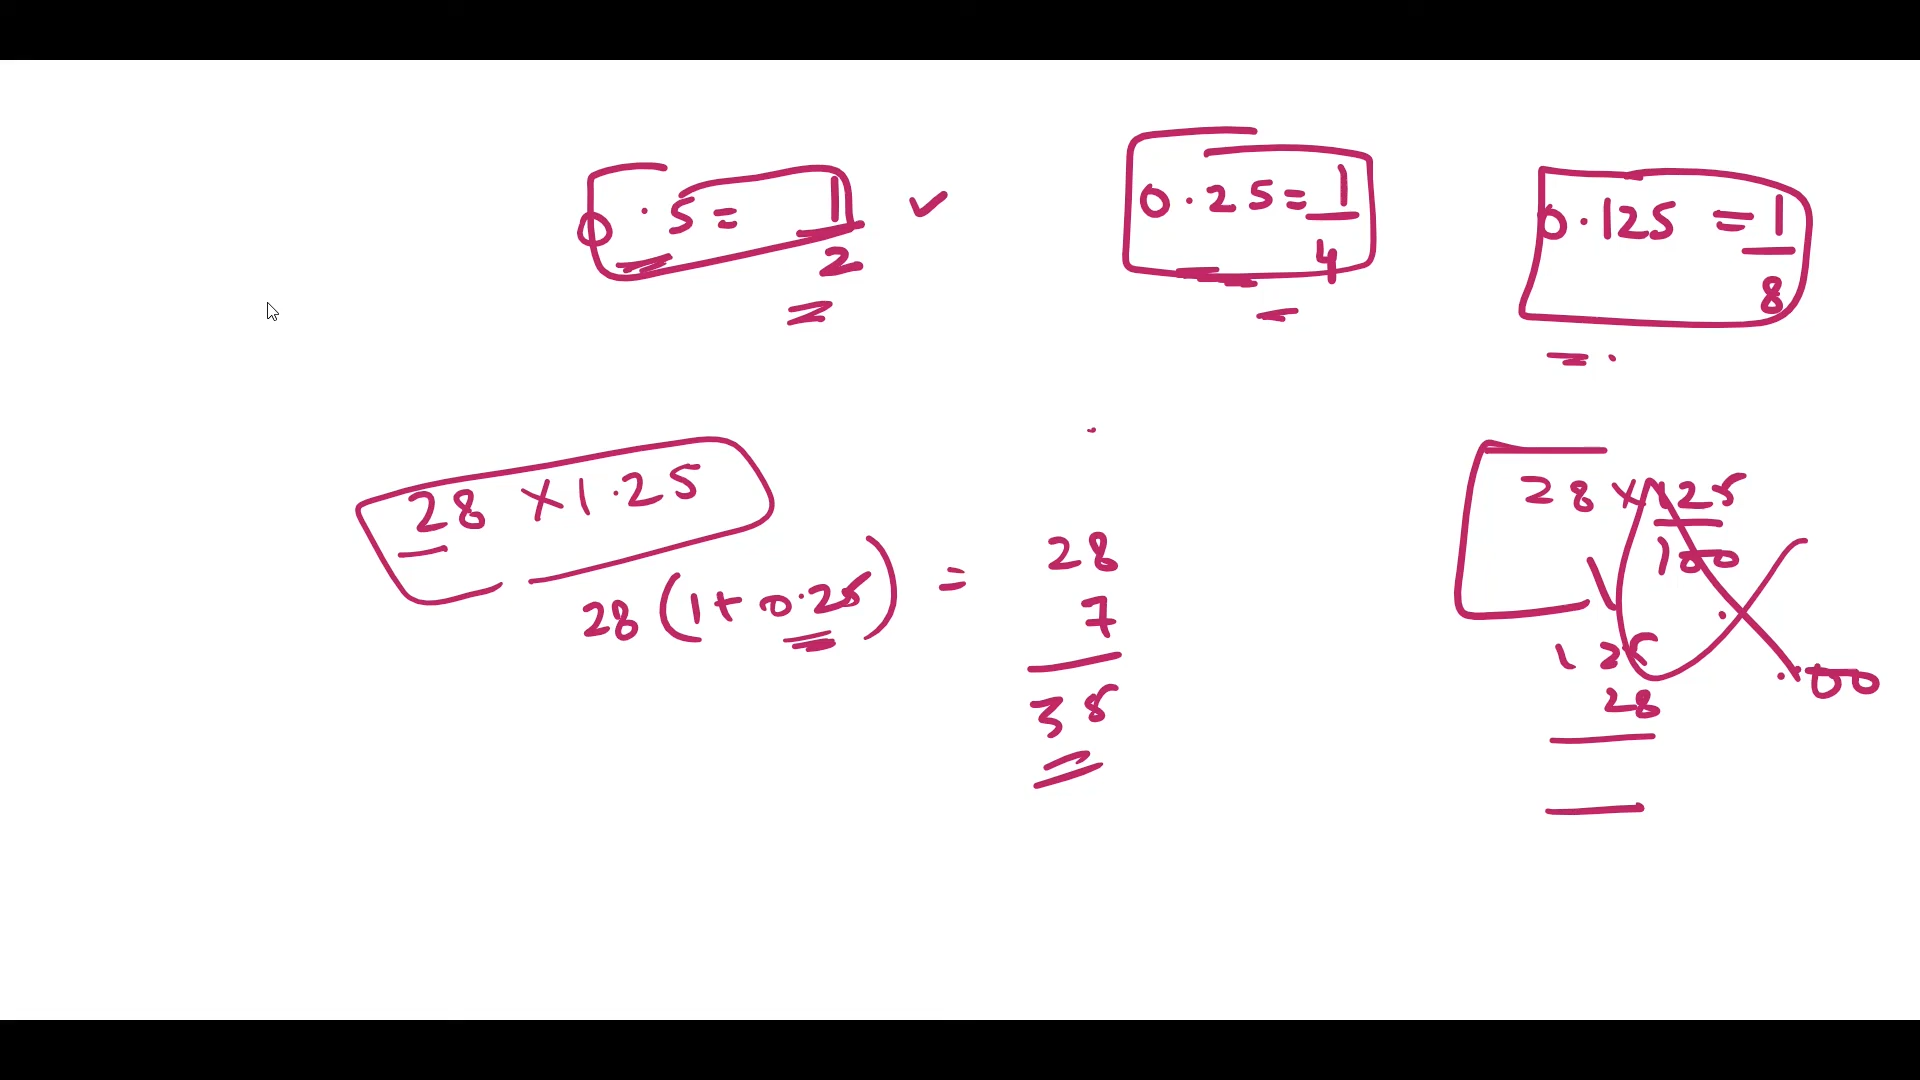 0.5 = 1/2 ✓
0.25 = 1/4
0.125 = 1/8
28 × 1.25
28 (1 + 0.25) =
28
7
35
28 × 125/100
125
28
.00